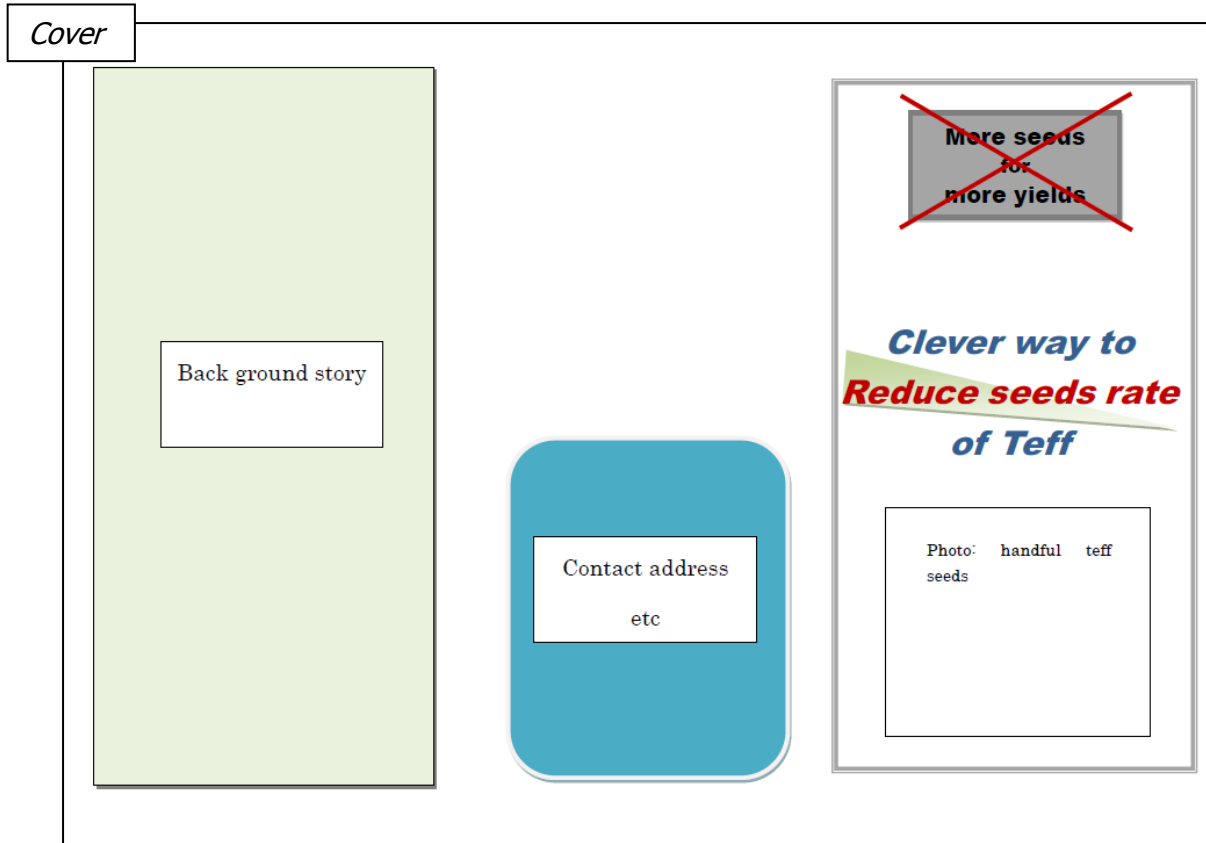 Cover
Back ground story
Contact address
etc
More seeds
for
more yields
Clever way to
Reduce seeds rate
of Teff
Photo: handful teff
seeds